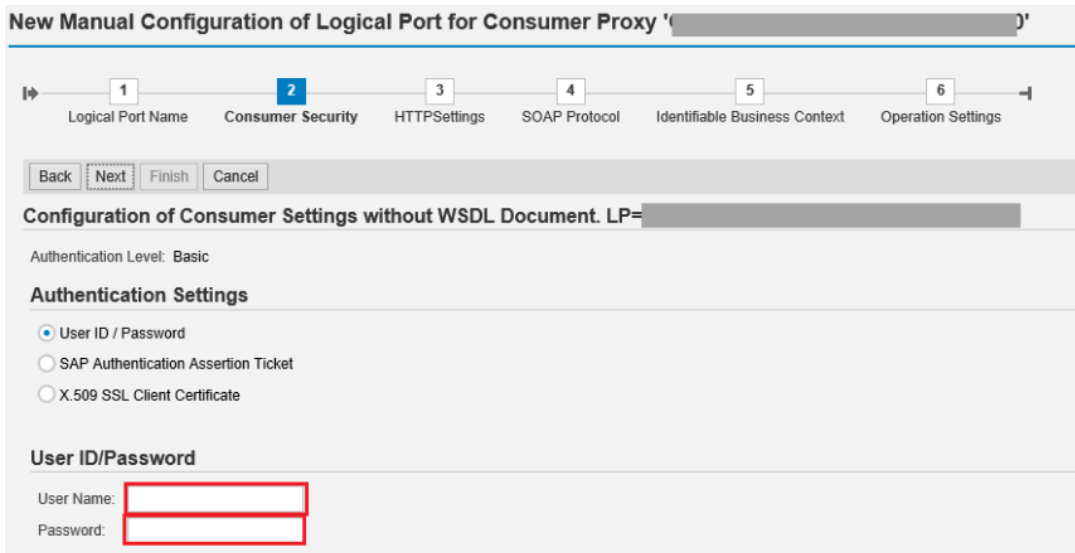 New Manual Configuration of Logical Port for Consumer Proxy '
1
2
3
4
5
6
Logical Port Name
Consumer Security
HTTPSettings
SOAP Protocol
Identifiable Business Context
Operation Settings
Back
Next
Finish
Cancel
Configuration of Consumer Settings without WSDL Document. LP=
Authentication Level: Basic
Authentication Settings
User ID / Password
SAP Authentication Assertion Ticket
X.509 SSL Client Certificate
User ID/Password
User Name:
Password: